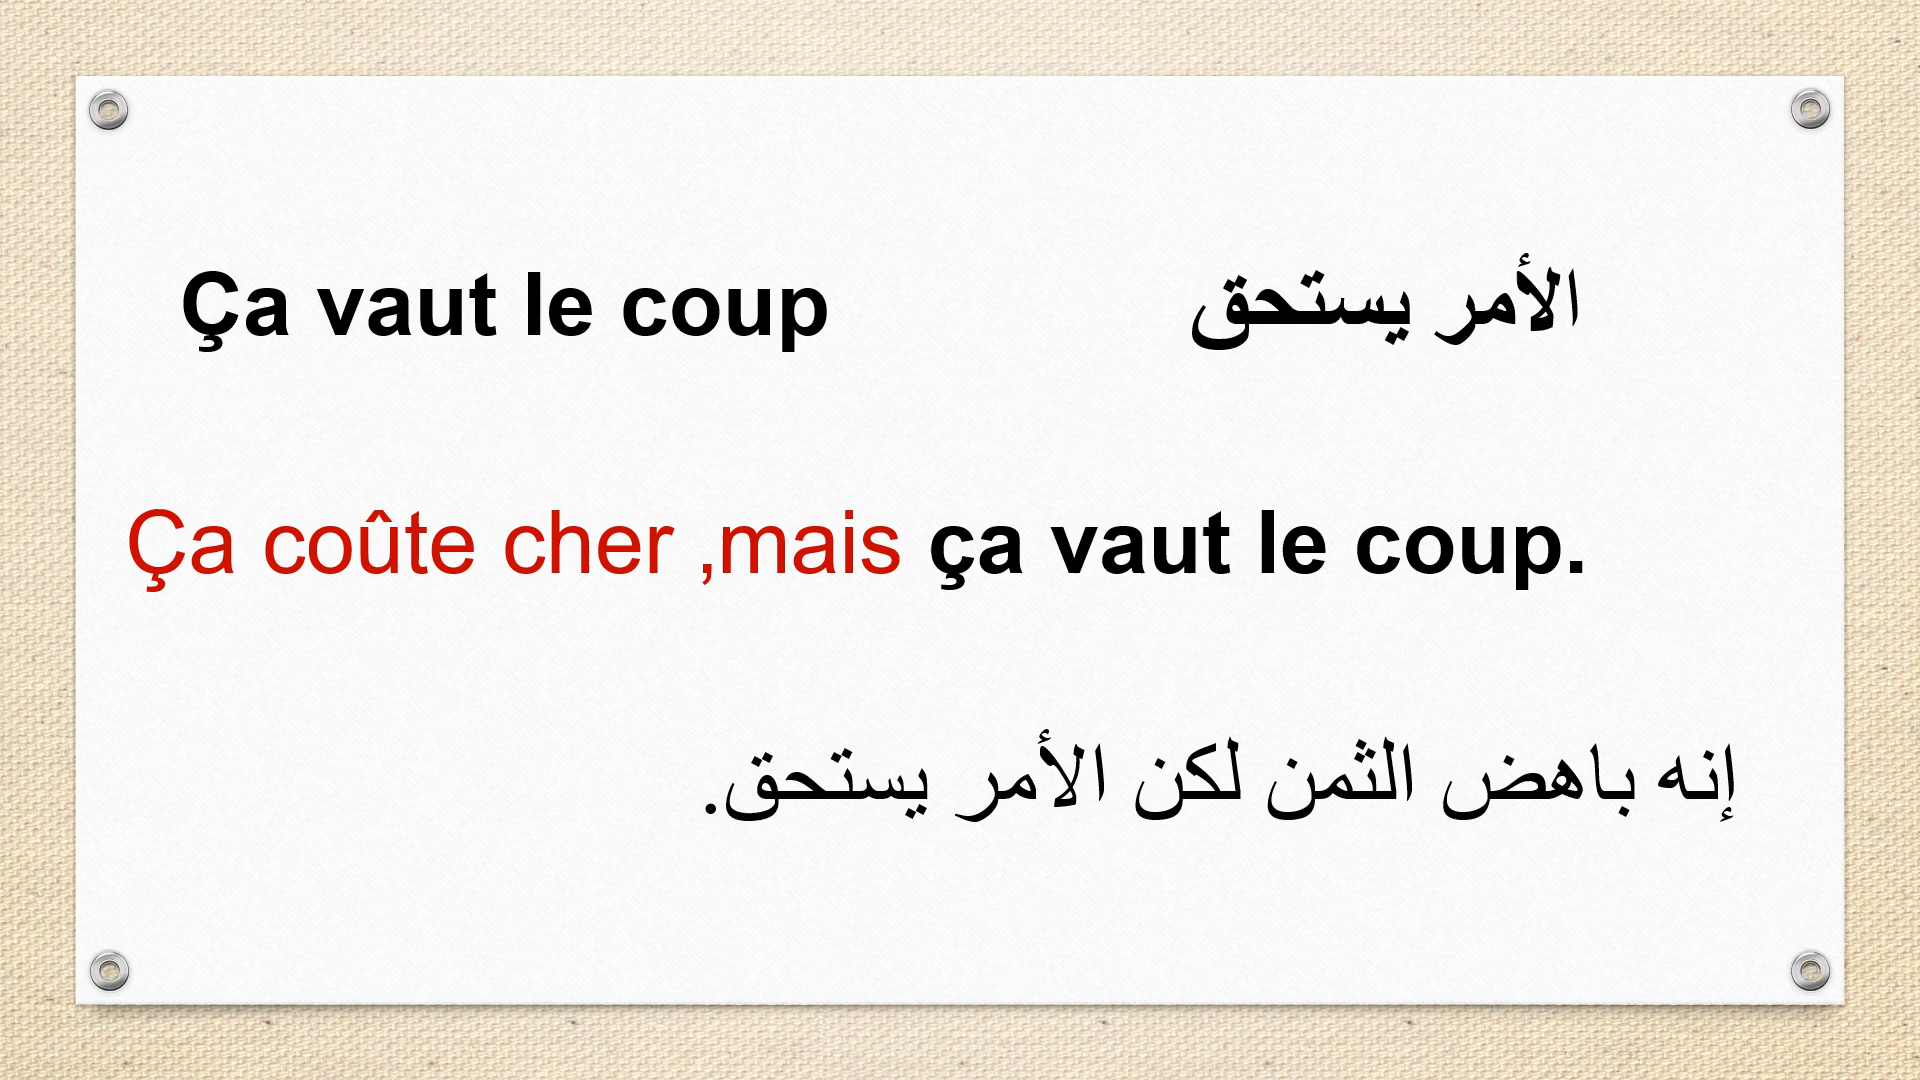 Ça vaut le coup الأمر يستحق
Ça coûte cher ,mais ça vaut le coup.
إنه باهض الثمن لكن الأمر يستحق.